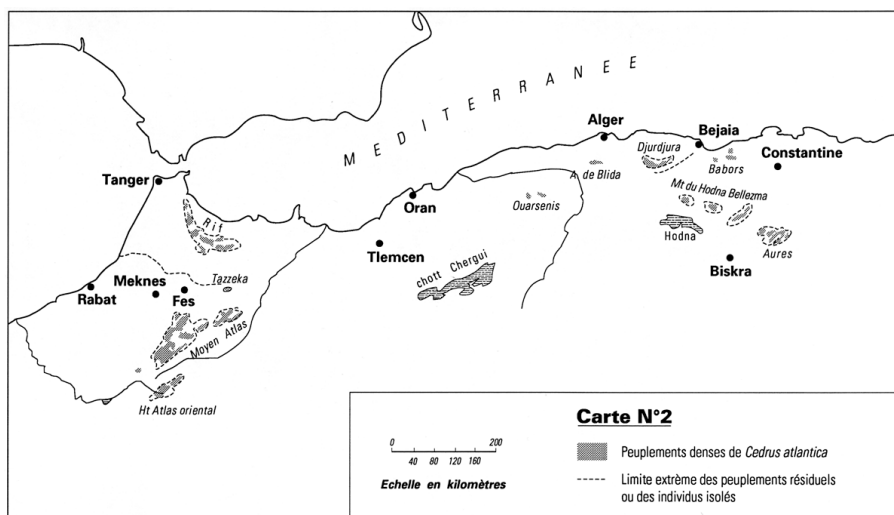 MEDITERRANEE
Alger
Bejaia
Djurdjura
Constantine
Babors
A. de Blida
Tanger
Mt du Hodna Bellezma
Oran
Ouarsenis
Rif
Hodna
Aures
Tlemcen
Biskra
chott Chergui
Tazzeka
Meknes
Fes
Rabat
Moyen Atlas
Ht Atlas oriental
Carte N°2
0 200
40 80 120 160
Echelle en kilomètres
Peuplements denses de Cedrus atlantica
Limite extrême des peuplements résiduels
ou des individus isolés